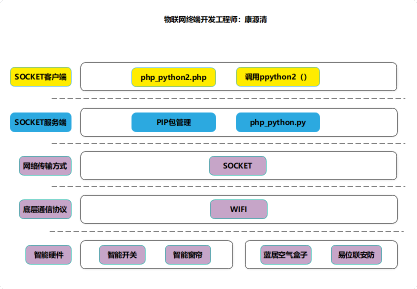 物联网终端开发工程师：康源清
SOCKET客户端 php_python2.php 调用ppython2（）
SOCKET服务端 PIP包管理 php_python.py
网络传输方式 SOCKET
底层通信协议 WIFI
智能硬件 智能开关 智能窗帘 蓝居空气盒子 易位联安防